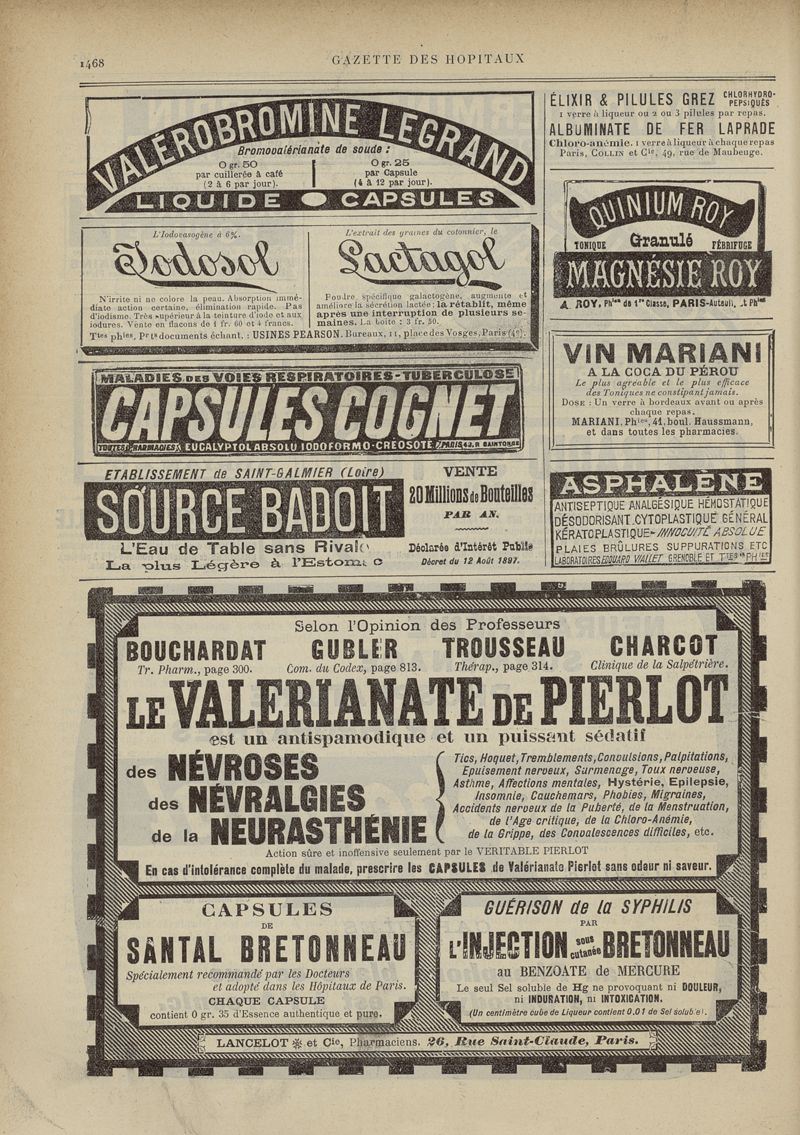 1468
GAZETTE DES HOPITAUX
VALÉROBROMINE LEGRAND
Bromovalérianate de soude :
0 gr. 50
par cuillerée à café
(2 à 6 par jour).
0 gr. 25
par Capsule
(4 à 12 par jour).
LIQUIDE CAPSULES
L'Iodovasogène à 6%.
Iodosol
N'irrite ni ne colore la peau. Absorption immé-
diate action certaine, élimination rapide. Pas
d'iodisme. Très supérieur à la teinture d'iode et aux
iodures. Vente en flacons de 1 fr. 60 et 4 francs.
L'extrait des graines du cotonnier, le
Lactagol
Poudre spécifique galactogène, augmente et
améliore la sécrétion lactée; la rétablit, même
après une interruption de plusieurs se-
maines. La boîte : 3 fr. 50.
Ttes phies, Prts documents échant. : USINES PEARSON. Bureaux, 11, place des Vosges, Paris (4e).
MALADIES DES VOIES RESPIRATOIRES-TUBERCULOSE
CAPSULES COGNET
TOUTES PHARMACIES, EUCALYPTOL ABSOLU IODOFORMO-CRÉOSOTÉ PARIS, 43, R. SAINTONGE
ETABLISSEMENT de SAINT-GALMIER (Loire)
SOURCE BADOIT
L'Eau de Table sans Rivale
La plus Légère à l'Estomac
VENTE
20 Millions de Bouteilles
PAR AN.
Déclarée d'Intérêt Public
Décret du 12 Août 1897.
ÉLIXIR & PILULES GREZ CHLORHYDRO-PEPSIQUES
1 verre à liqueur ou 2 ou 3 pilules par repas.
ALBUMINATE DE FER LAPRADE
Chloro-anémie. 1 verre à liqueur à chaque repas
Paris, COLLIN et Cie, 49, rue de Maubeuge.
QUINIUM ROY
TONIQUE Granulé FÉBRIFUGE
MAGNÉSIE ROY
A. ROY, Phien de 1re Classe, PARIS-Auteuil, et Phies
VIN MARIANI
A LA COCA DU PÉROU
Le plus agréable et le plus efficace
des Toniques ne constipant jamais.
DOSE : Un verre à bordeaux avant ou après
chaque repas.
MARIANI, Phien, 41, boul. Haussmann,
et dans toutes les pharmacies.
ASPHALÈNE
ANTISEPTIQUE ANALGÉSIQUE HÉMOSTATIQUE
DÉSODORISANT CYTOPLASTIQUE GÉNÉRAL
KÉRATOPLASTIQUE - INNOCUITÉ ABSOLUE
PLAIES BRÛLURES SUPPURATIONS ETC
LABORATOIRES EDOUARD VIALLET GRENOBLE ET TTES PHIES
Selon l'Opinion des Professeurs
BOUCHARDAT GUBLER TROUSSEAU CHARCOT
Tr. Pharm., page 300. Com. du Codex, page 813. Thérap., page 314. Clinique de la Salpétrière.
LE VALERIANATE DE PIERLOT
est un antispamodique et un puissant sédatif
des NÉVROSES
des NÉVRALGIES
de la NEURASTHÉNIE
Tics, Hoquet, Tremblements, Convulsions, Palpitations,
Epuisement nerveux, Surmenage, Toux nerveuse,
Asthme, Affections mentales, Hystérie, Epilepsie,
Insomnie, Cauchemars, Phobies, Migraines,
Accidents nerveux de la Puberté, de la Menstruation,
de l'Age critique, de la Chloro-Anémie,
de la Grippe, des Convalescences difficiles, etc.
Action sûre et inoffensive seulement par le VERITABLE PIERLOT
En cas d'intolérance complète du malade, prescrire les CAPSULES de Valérianate Pierlot sans odeur ni saveur.
CAPSULES
DE
SANTAL BRETONNEAU
Spécialement recommandé par les Docteurs
et adopté dans les Hôpitaux de Paris.
CHAQUE CAPSULE
contient 0 gr. 35 d'Essence authentique et pure.
GUÉRISON de la SYPHILIS
PAR
L'INJECTION sous cutanée BRETONNEAU
au BENZOATE de MERCURE
Le seul Sel soluble de Hg ne provoquant ni DOULEUR,
ni INDURATION, ni INTOXICATION.
(Un centimètre cube de Liqueur contient 0.01 de Sel soluble).
LANCELOT ※ et Cie, Pharmaciens. 26, Rue Saint-Claude, Paris.